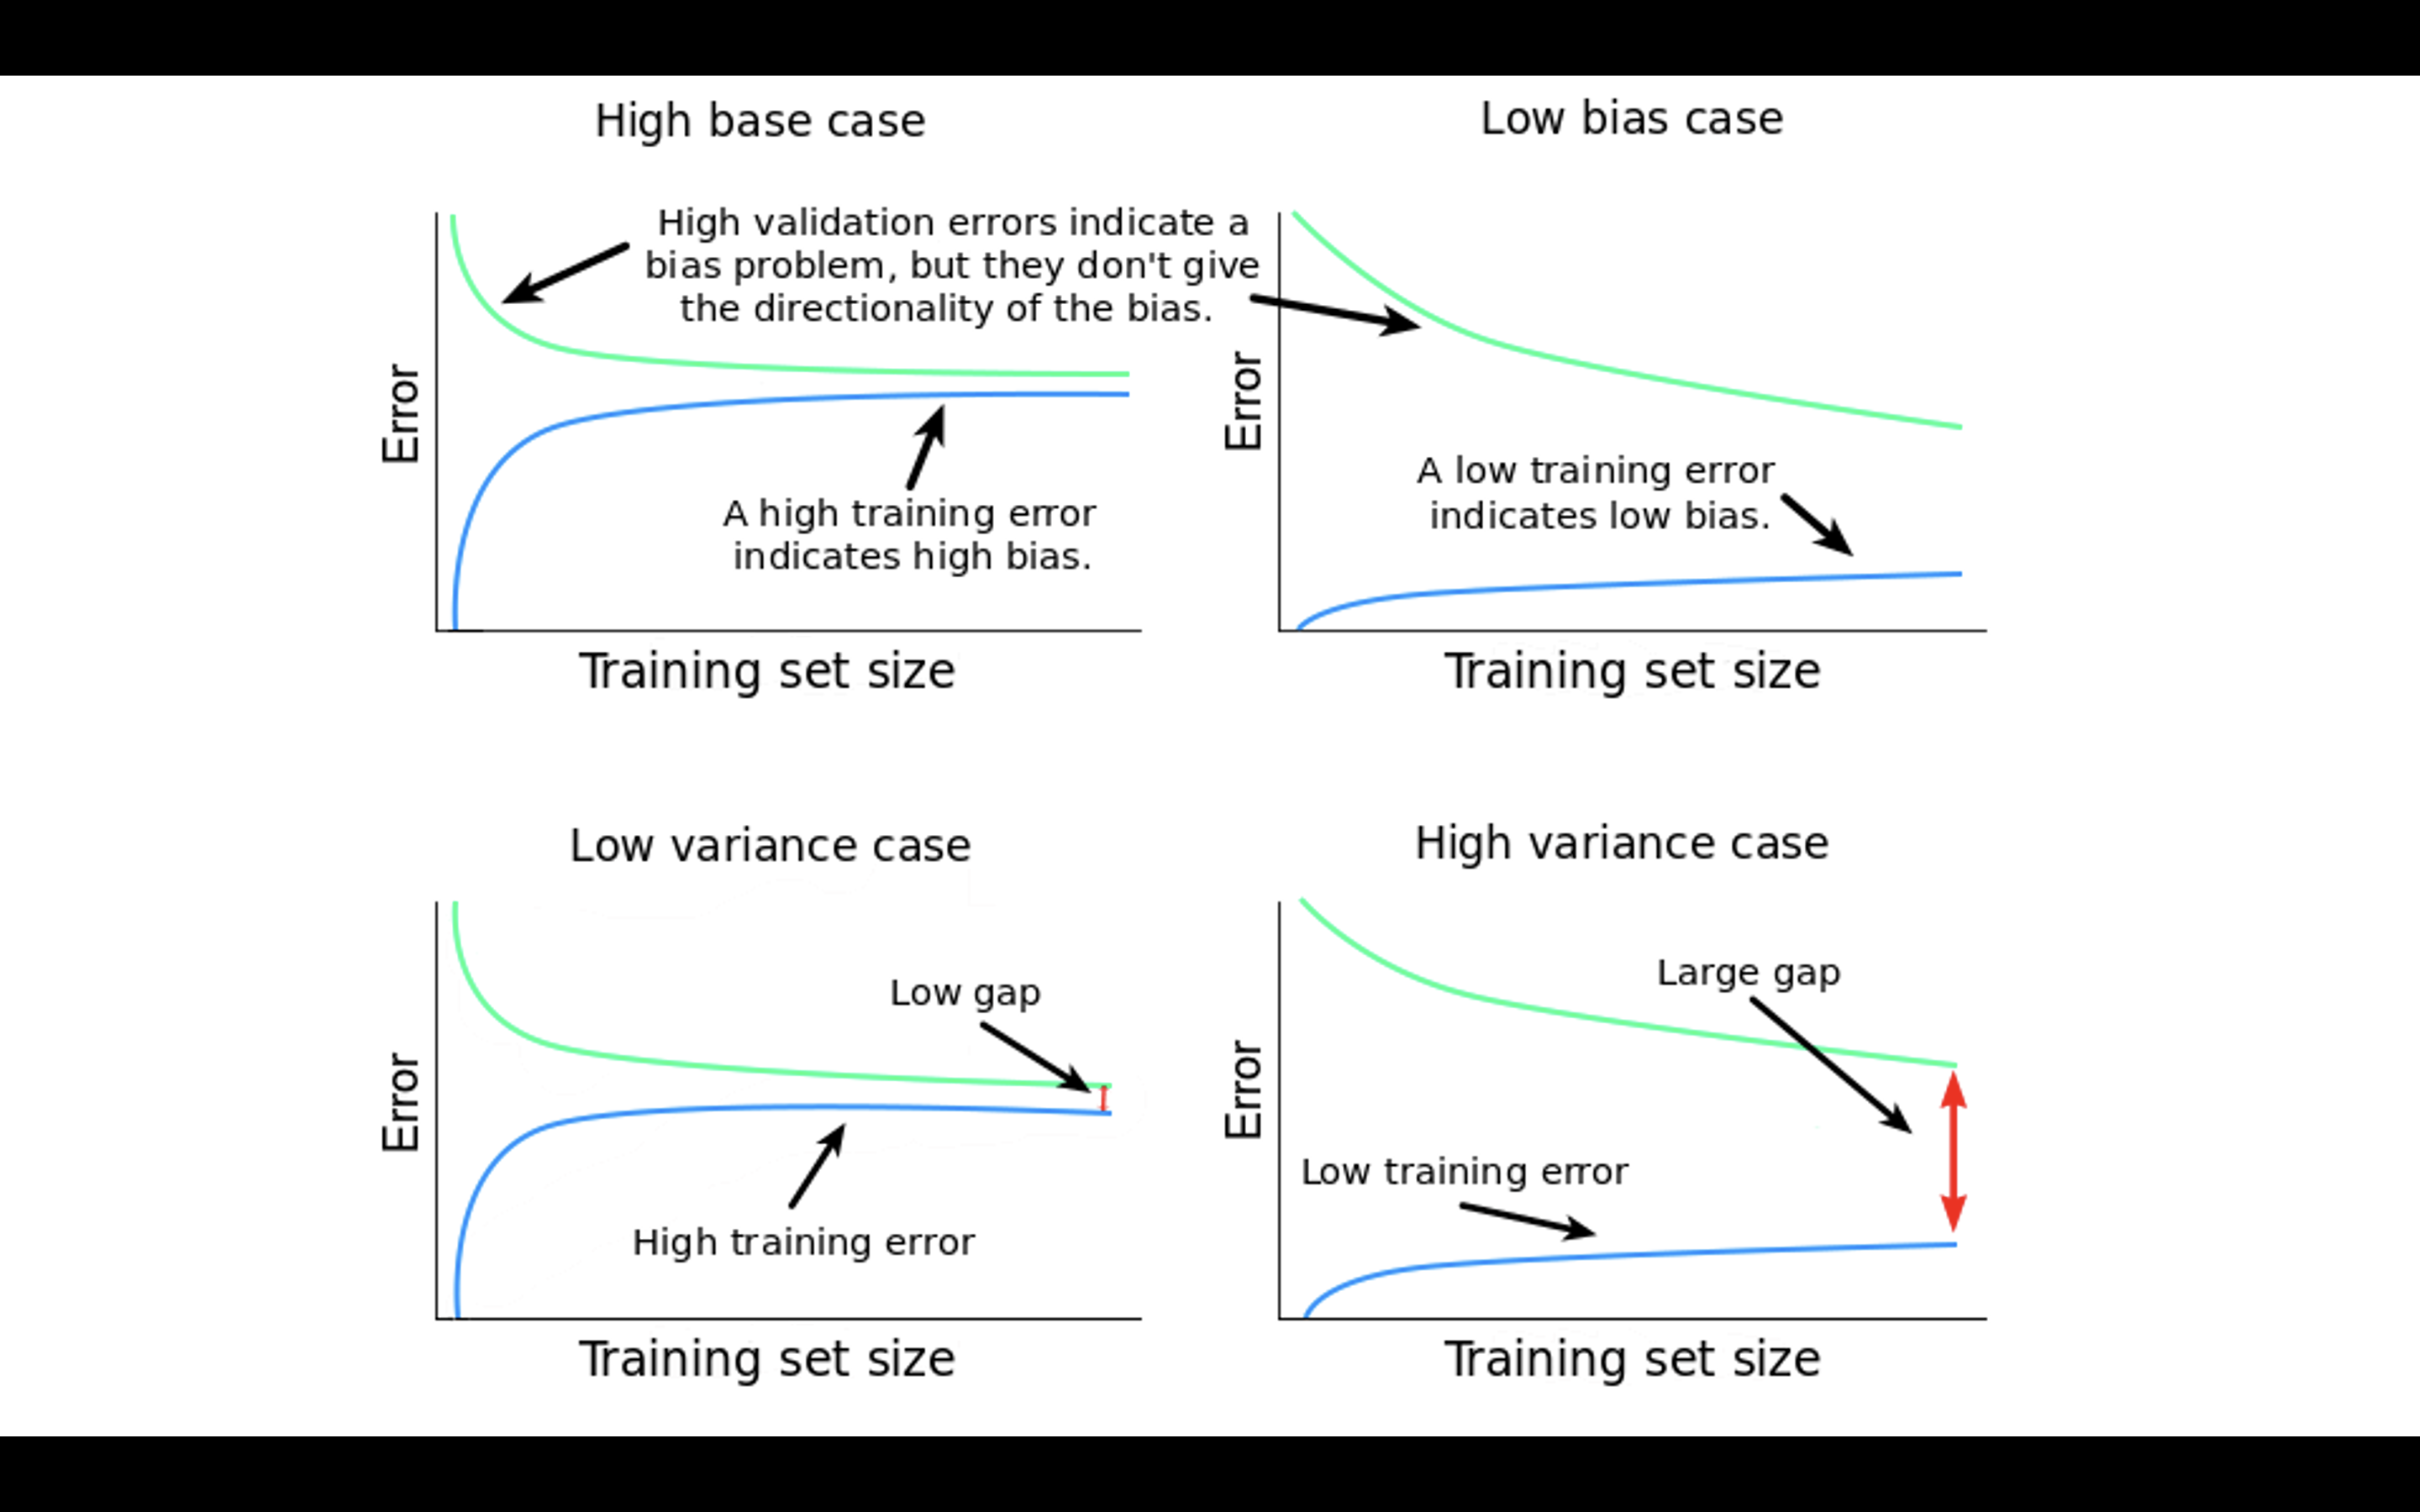 High base case
High validation errors indicate a
bias problem, but they don't give
the directionality of the bias.
Error
A high training error
indicates high bias.
Training set size
Low bias case
Error
A low training error
indicates low bias.
Training set size
Low variance case
Error
Low gap
High training error
Training set size
High variance case
Error
Large gap
Low training error
Training set size